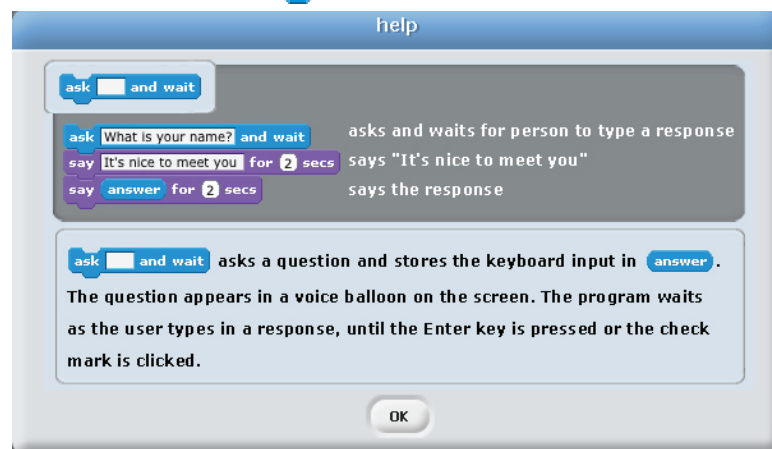 help
ask and wait
ask What is your name? and wait asks and waits for person to type a response
say It's nice to meet you for 2 secs says "It's nice to meet you"
say answer for 2 secs says the response
ask and wait asks a question and stores the keyboard input in answer.
The question appears in a voice balloon on the screen. The program waits
as the user types in a response, until the Enter key is pressed or the check
mark is clicked.
OK